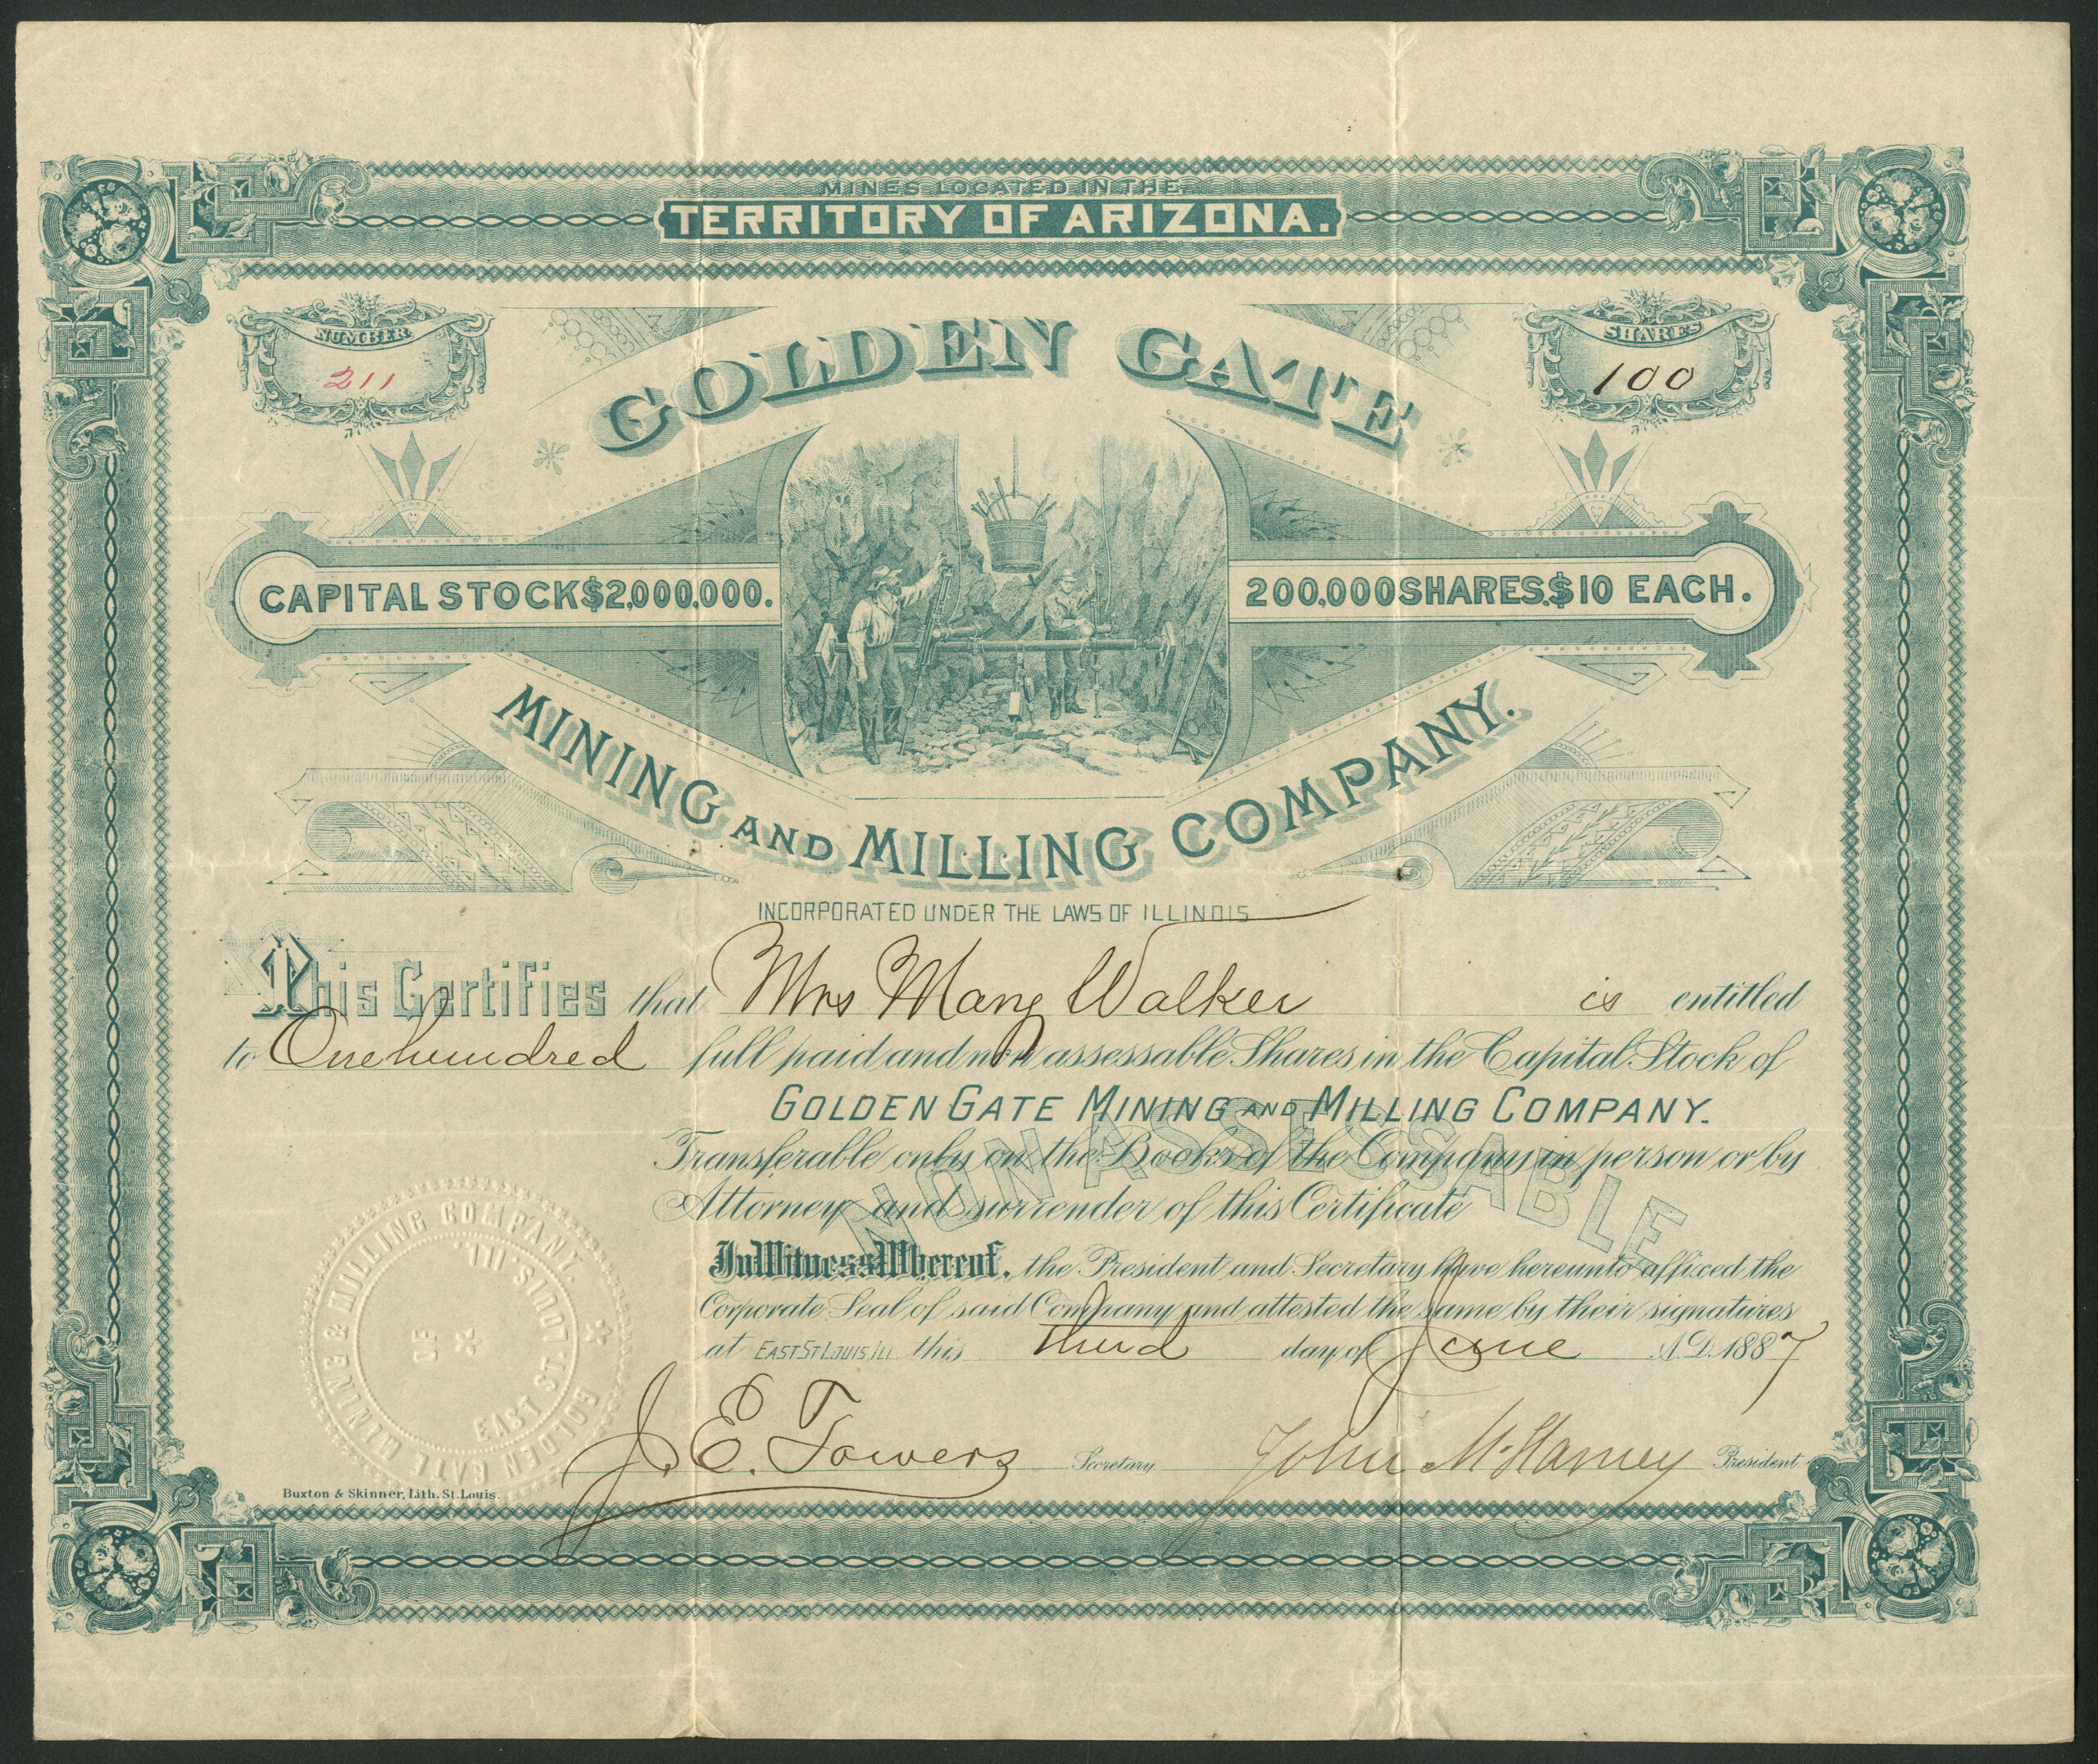 MINES LOCATED IN THE
TERRITORY OF ARIZONA.
NUMBER
211
SHARES
100
GOLDEN GATE
CAPITAL STOCK $2,000,000.
200,000 SHARES. $10 EACH.
MINING AND MILLING COMPANY.
INCORPORATED UNDER THE LAWS OF ILLINOIS
This Certifies that Mrs Mary Walker is entitled
to One hundred full paid and non assessable Shares in the Capital Stock of
GOLDEN GATE MINING AND MILLING COMPANY.
NON ASSESSABLE
Transferable only on the Books of the Company in person or by
Attorney and surrender of this Certificate
In Witness Whereof, the President and Secretary have hereunto affixed the
Corporate Seal of said Company and attested the same by their signatures
at EAST ST LOUIS, ILL. this third day of June A.D. 1887
GOLDEN GATE MINING & MILLING COMPANY.
OF
EAST ST LOUIS, ILL.
J. E. Towers Secretary
John McHarney President
Buxton & Skinner, Lith. St. Louis.